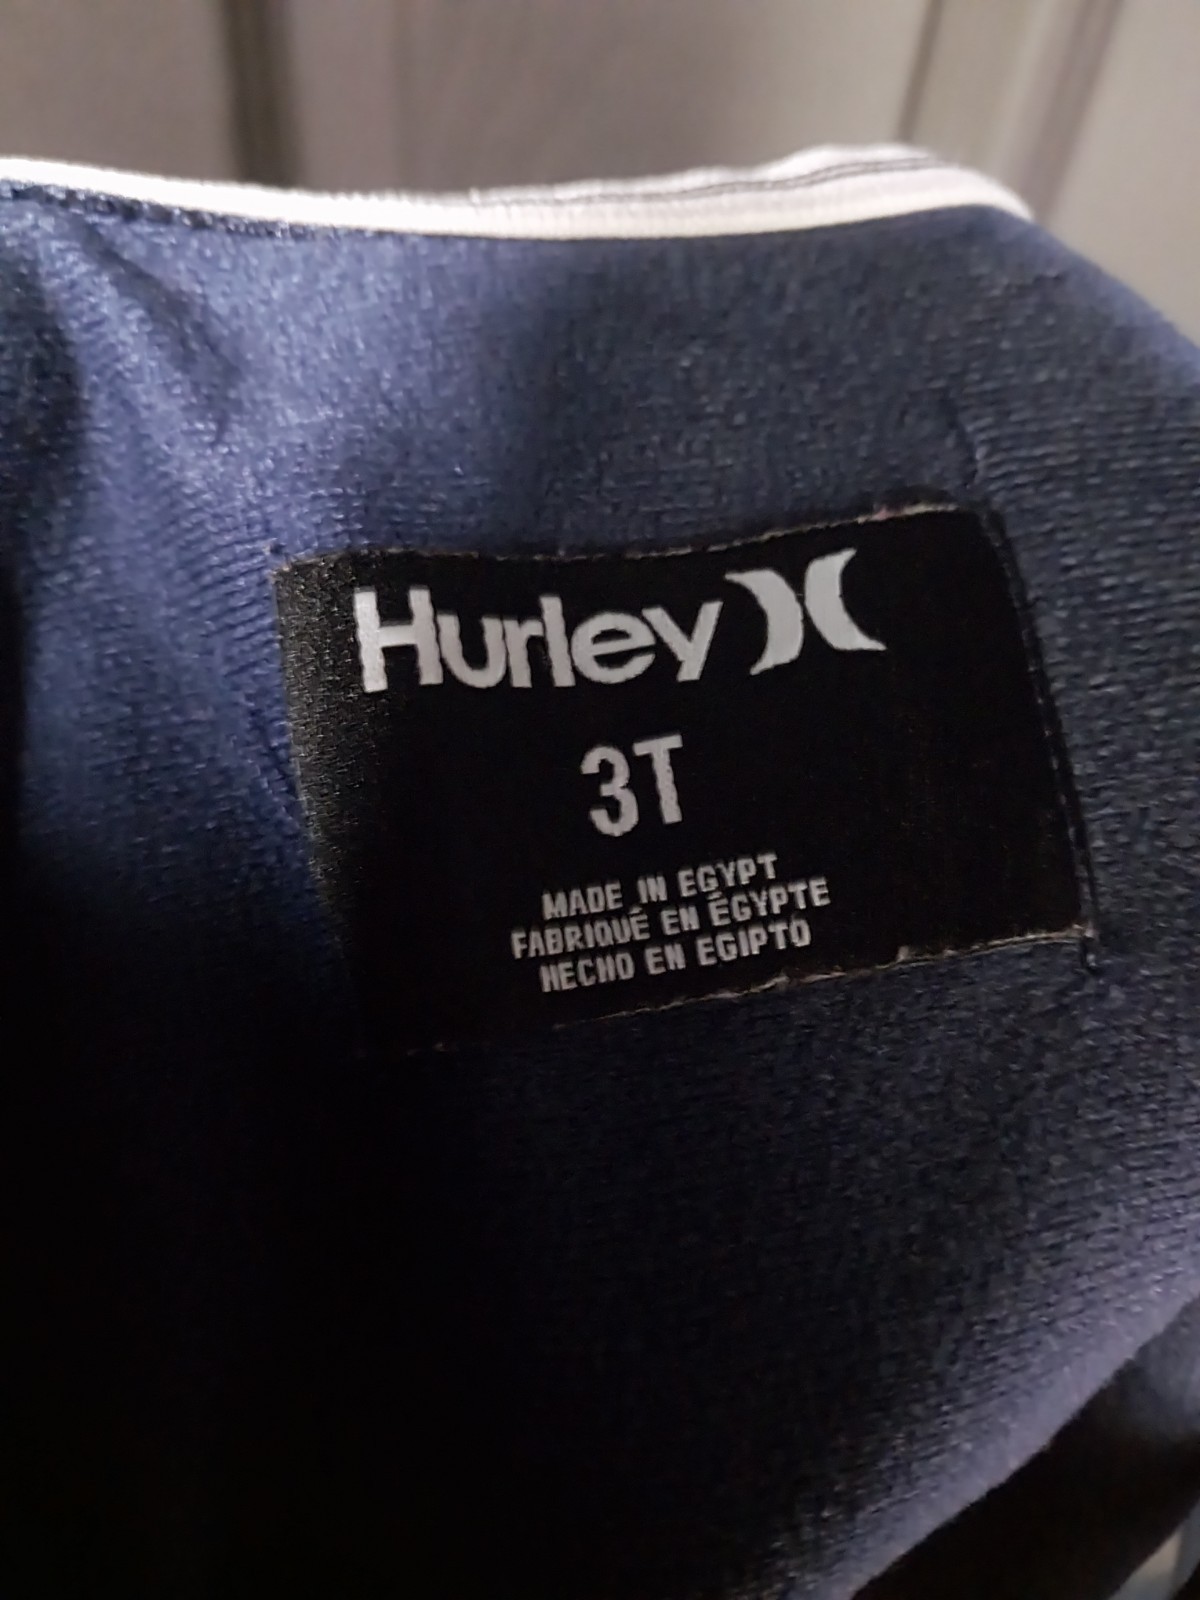 Hurley
3T
MADE IN EGYPT
FABRIQUÉ EN ÉGYPTE
HECHO EN EGIPTO